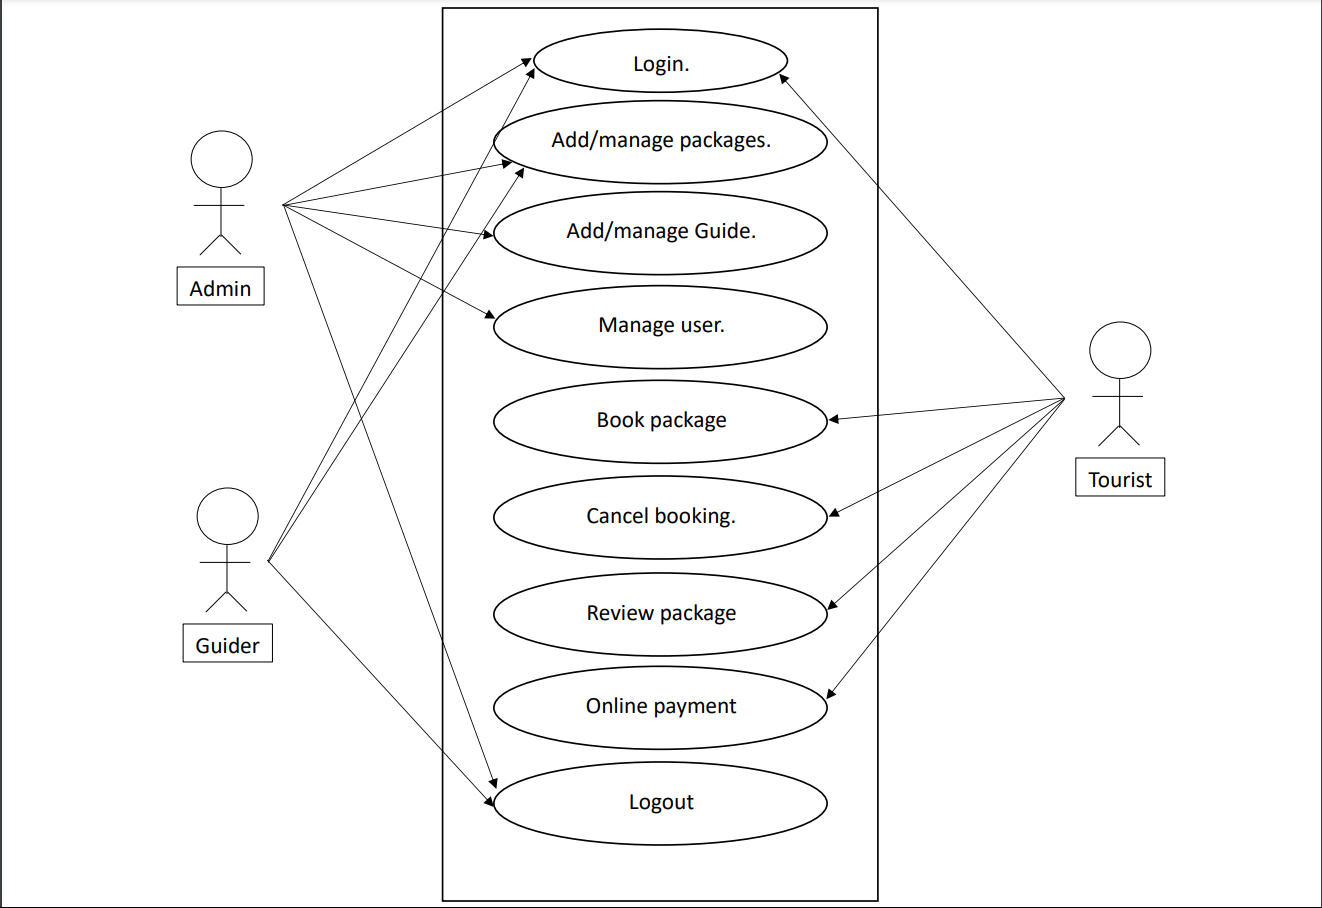 Login.
Add/manage packages.
Add/manage Guide.
Admin
Manage user.
Book package
Tourist
Cancel booking.
Review package
Guider
Online payment
Logout